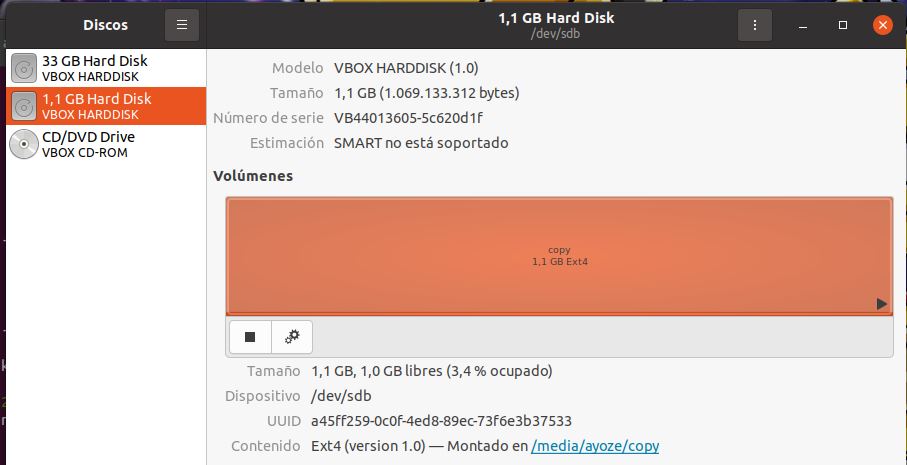 Discos
1,1 GB Hard Disk
/dev/sdb
33 GB Hard Disk
VBOX HARDDISK
1,1 GB Hard Disk
VBOX HARDDISK
CD/DVD Drive
VBOX CD-ROM
Modelo VBOX HARDDISK (1.0)
Tamaño 1,1 GB (1.069.133.312 bytes)
Número de serie VB44013605-5c620d1f
Estimación SMART no está soportado
Volúmenes
copy
1,1 GB Ext4
Tamaño 1,1 GB, 1,0 GB libres (3,4 % ocupado)
Dispositivo /dev/sdb
UUID a45ff259-0c0f-4ed8-89ec-73f6e3b37533
Contenido Ext4 (version 1.0) — Montado en /media/ayoze/copy